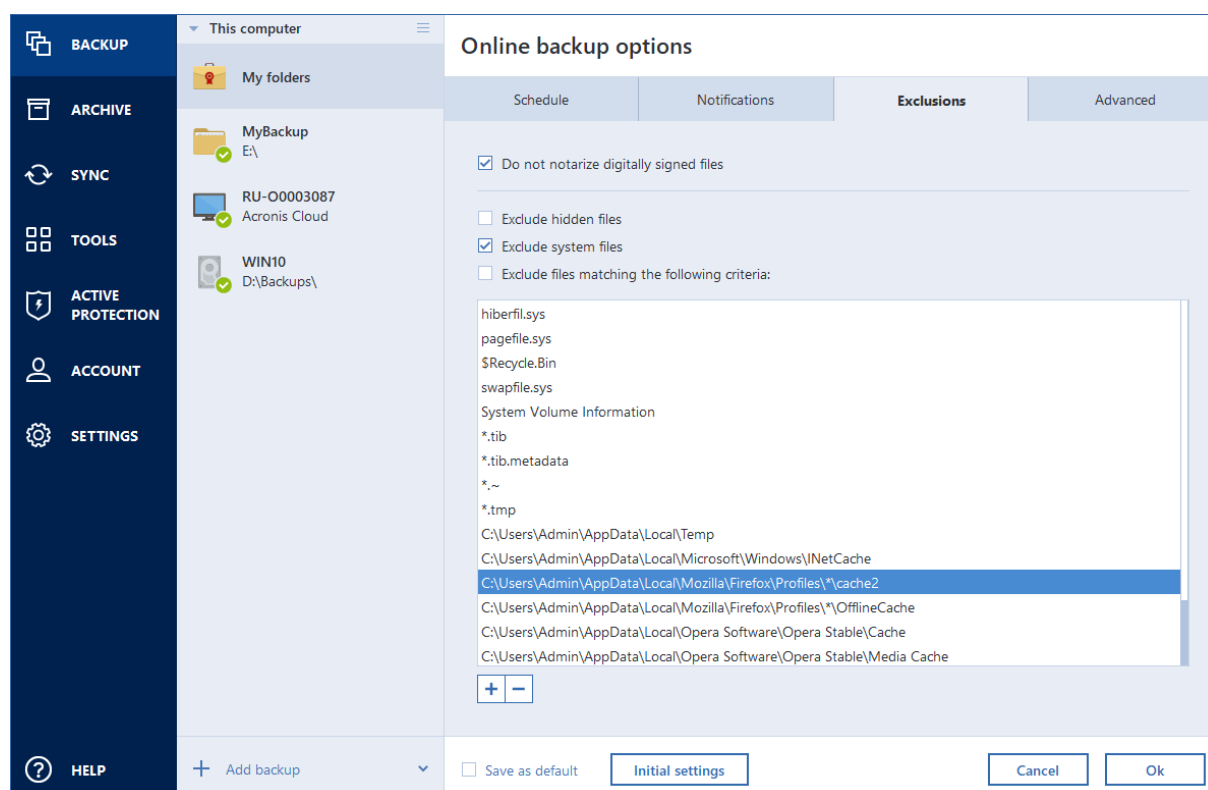 BACKUP
ARCHIVE
SYNC
TOOLS
ACTIVE
PROTECTION
ACCOUNT
SETTINGS
HELP
This computer
My folders
MyBackup
E:\
RU-O0003087
Acronis Cloud
WIN10
D:\Backups\
Add backup
Online backup options
Schedule
Notifications
Exclusions
Advanced
Do not notarize digitally signed files
Exclude hidden files
Exclude system files
Exclude files matching the following criteria:
hiberfil.sys
pagefile.sys
$Recycle.Bin
swapfile.sys
System Volume Information
*.tib
*.tib.metadata
*.~
*.tmp
C:\Users\Admin\AppData\Local\Temp
C:\Users\Admin\AppData\Local\Microsoft\Windows\INetCache
C:\Users\Admin\AppData\Local\Mozilla\Firefox\Profiles\*\cache2
C:\Users\Admin\AppData\Local\Mozilla\Firefox\Profiles\*\OfflineCache
C:\Users\Admin\AppData\Local\Opera Software\Opera Stable\Cache
C:\Users\Admin\AppData\Local\Opera Software\Opera Stable\Media Cache
Save as default
Initial settings
Cancel
Ok